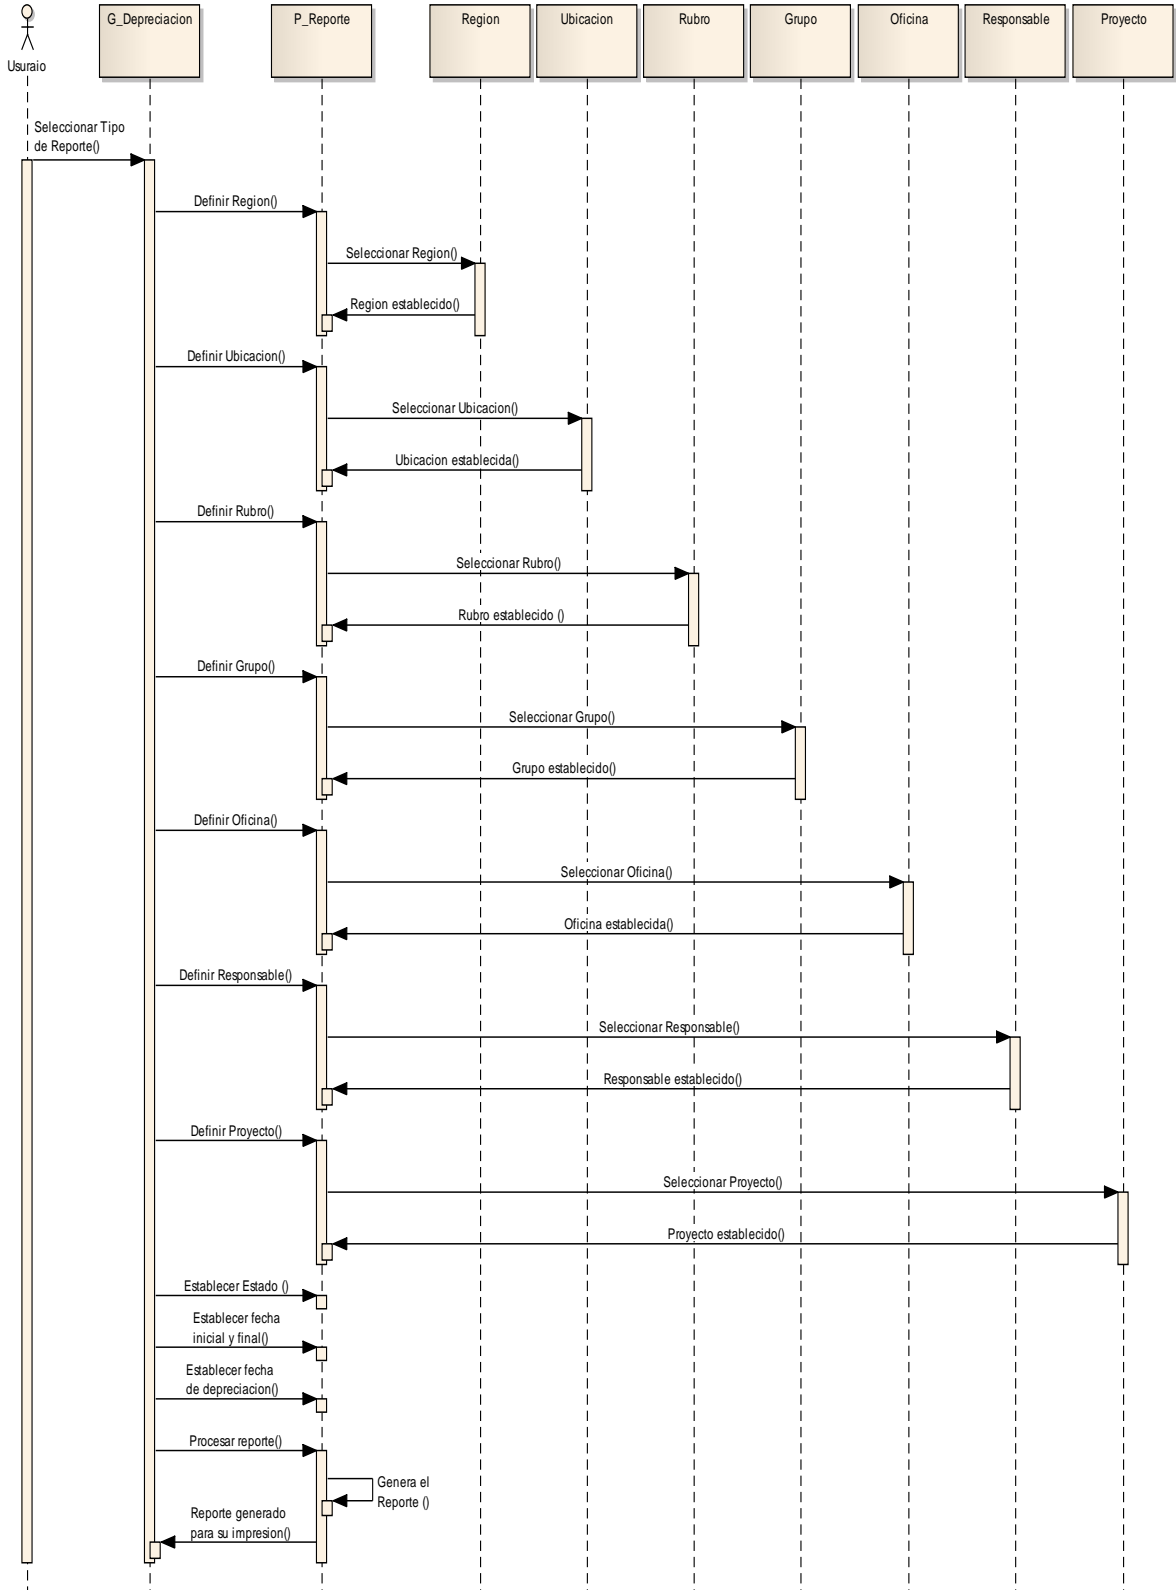 G_Depreciacion
P_Reporte
Region
Ubicacion
Rubro
Grupo
Oficina
Responsable
Proyecto
Usuraio
Seleccionar Tipo
de Reporte()
Definir Region()
Seleccionar Region()
Region establecido()
Definir Ubicacion()
Seleccionar Ubicacion()
Ubicacion establecida()
Definir Rubro()
Seleccionar Rubro()
Rubro establecido ()
Definir Grupo()
Seleccionar Grupo()
Grupo establecido()
Definir Oficina()
Seleccionar Oficina()
Oficina establecida()
Definir Responsable()
Seleccionar Responsable()
Responsable establecido()
Definir Proyecto()
Seleccionar Proyecto()
Proyecto establecido()
Establecer Estado ()
Establecer fecha
inicial y final()
Establecer fecha
de depreciacion()
Procesar reporte()
Genera el
Reporte ()
Reporte generado
para su impresion()